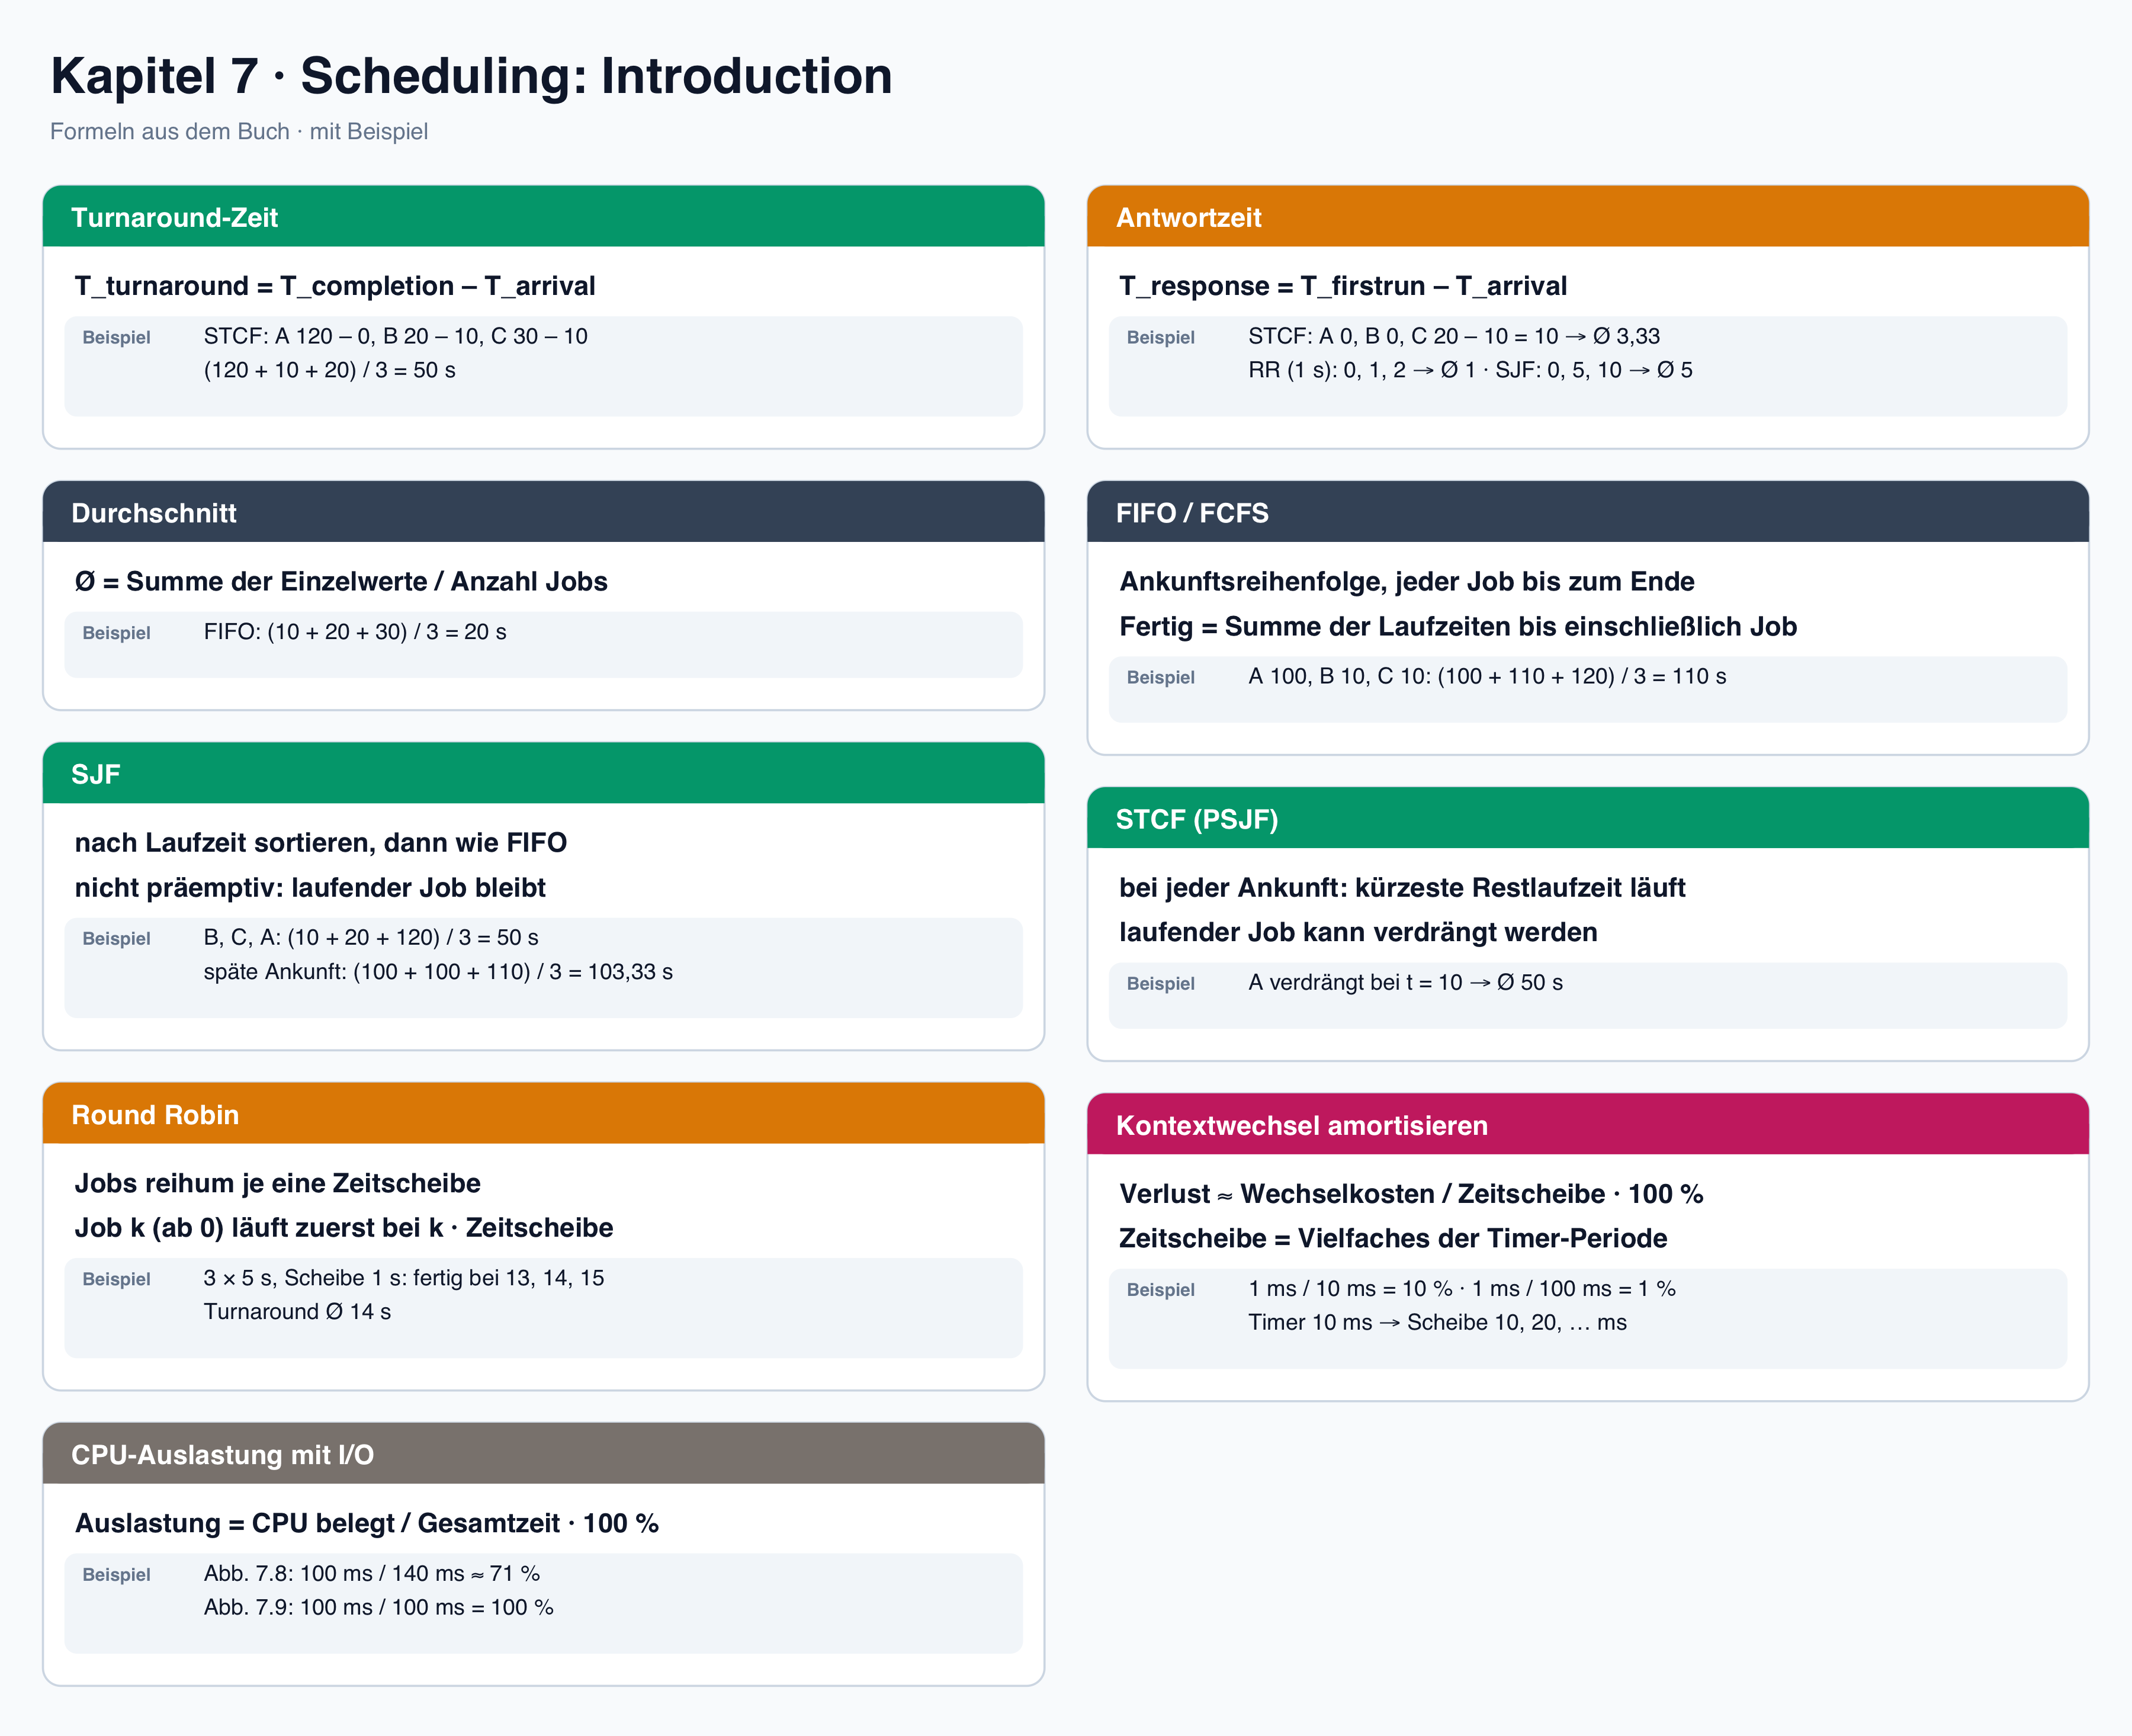 Kapitel 7 · Scheduling: Introduction
Formeln aus dem Buch · mit Beispiel
Turnaround-Zeit
T_turnaround = T_completion – T_arrival
Beispiel STCF: A 120 – 0, B 20 – 10, C 30 – 10
(120 + 10 + 20) / 3 = 50 s
Antwortzeit
T_response = T_firstrun – T_arrival
Beispiel STCF: A 0, B 0, C 20 – 10 = 10 → Ø 3,33
RR (1 s): 0, 1, 2 → Ø 1 · SJF: 0, 5, 10 → Ø 5
Durchschnitt
Ø = Summe der Einzelwerte / Anzahl Jobs
Beispiel FIFO: (10 + 20 + 30) / 3 = 20 s
FIFO / FCFS
Ankunftsreihenfolge, jeder Job bis zum Ende
Fertig = Summe der Laufzeiten bis einschließlich Job
Beispiel A 100, B 10, C 10: (100 + 110 + 120) / 3 = 110 s
SJF
nach Laufzeit sortieren, dann wie FIFO
nicht präemptiv: laufender Job bleibt
Beispiel B, C, A: (10 + 20 + 120) / 3 = 50 s
späte Ankunft: (100 + 100 + 110) / 3 = 103,33 s
STCF (PSJF)
bei jeder Ankunft: kürzeste Restlaufzeit läuft
laufender Job kann verdrängt werden
Beispiel A verdrängt bei t = 10 → Ø 50 s
Round Robin
Jobs reihum je eine Zeitscheibe
Job k (ab 0) läuft zuerst bei k · Zeitscheibe
Beispiel 3 × 5 s, Scheibe 1 s: fertig bei 13, 14, 15
Turnaround Ø 14 s
Kontextwechsel amortisieren
Verlust ≈ Wechselkosten / Zeitscheibe · 100 %
Zeitscheibe = Vielfaches der Timer-Periode
Beispiel 1 ms / 10 ms = 10 % · 1 ms / 100 ms = 1 %
Timer 10 ms → Scheibe 10, 20, … ms
CPU-Auslastung mit I/O
Auslastung = CPU belegt / Gesamtzeit · 100 %
Beispiel Abb. 7.8: 100 ms / 140 ms ≈ 71 %
Abb. 7.9: 100 ms / 100 ms = 100 %